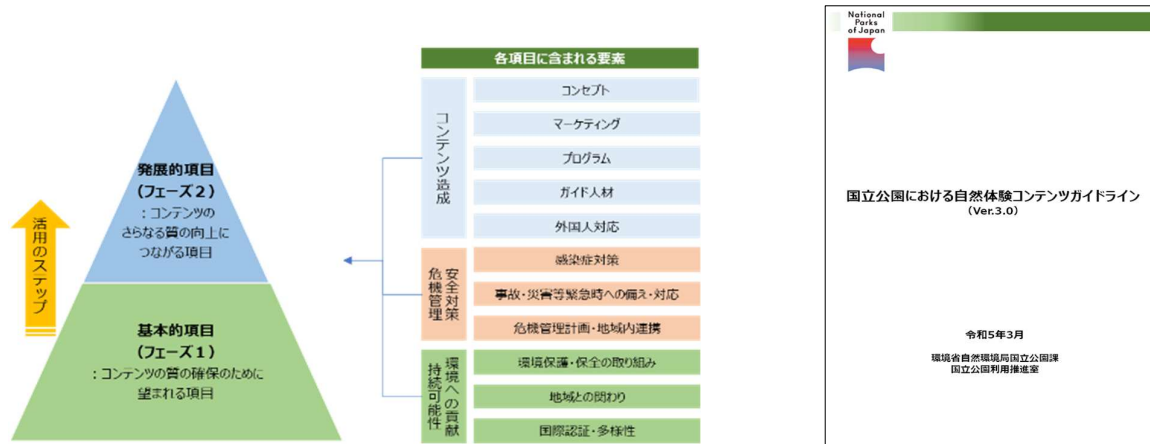 発展的項目
(フェーズ2)
：コンテンツの
さらなる質の向上に
つながる項目
基本的項目
(フェーズ1)
：コンテンツの質の確保のために
望まれる項目
活用のステップ
各項目に含まれる要素
コンテンツ造成
コンセプト
マーケティング
プログラム
ガイド人材
外国人対応
安全対策
危機管理
感染症対策
事故・災害等緊急時への備え・対応
危機管理計画・地域内連携
環境への貢献
持続可能性
環境保護・保全の取り組み
地域との関わり
国際認証・多様性
National
Parks
of Japan
国立公園における自然体験コンテンツガイドライン
(Ver.3.0)
令和5年3月
環境省自然環境局国立公園課
国立公園利用推進室